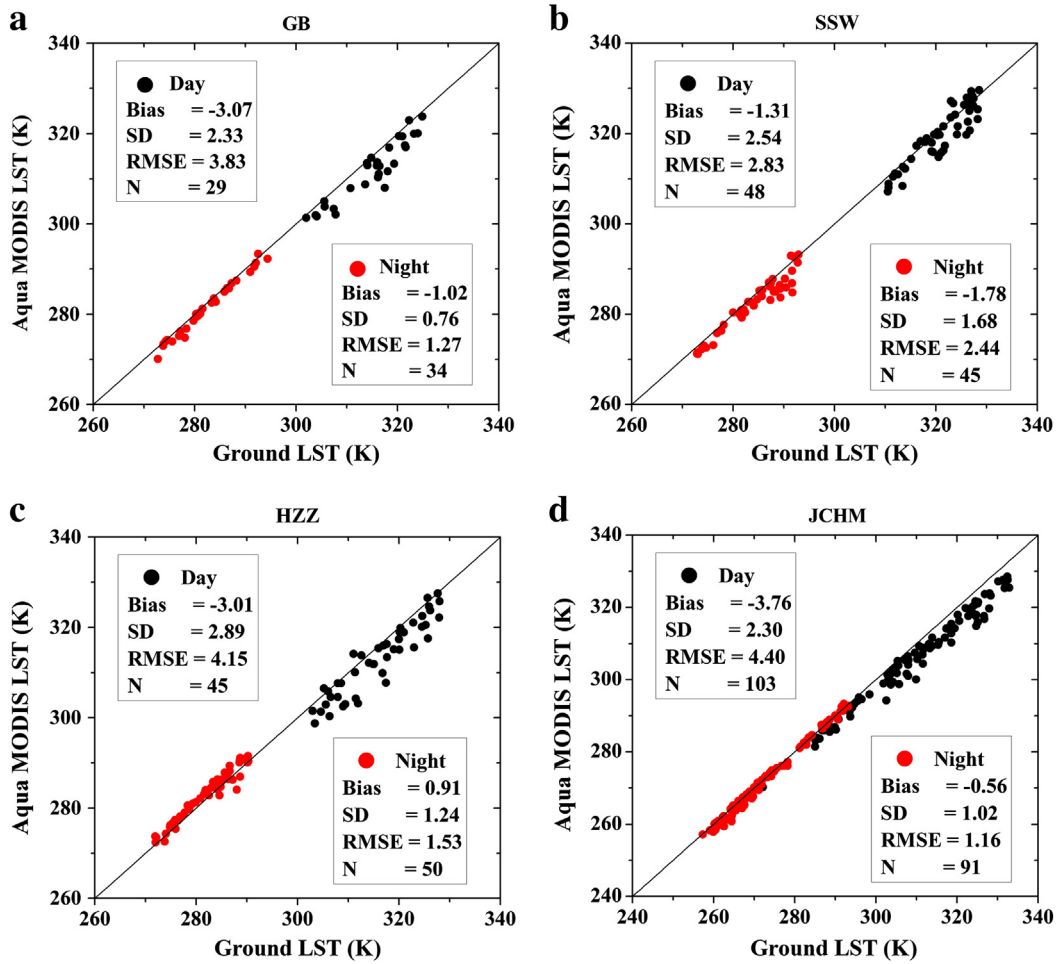 a
GB
340
320
300
280
260
Aqua MODIS LST (K)
Day
Bias = -3.07
SD = 2.33
RMSE = 3.83
N = 29
Night
Bias = -1.02
SD = 0.76
RMSE = 1.27
N = 34
260 280 300 320 340
Ground LST (K)
b
SSW
340
320
300
280
260
Aqua MODIS LST (K)
Day
Bias = -1.31
SD = 2.54
RMSE = 2.83
N = 48
Night
Bias = -1.78
SD = 1.68
RMSE = 2.44
N = 45
260 280 300 320 340
Ground LST (K)
c
HZZ
340
320
300
280
260
Aqua MODIS LST (K)
Day
Bias = -3.01
SD = 2.89
RMSE = 4.15
N = 45
Night
Bias = 0.91
SD = 1.24
RMSE = 1.53
N = 50
260 280 300 320 340
Ground LST (K)
d
JCHM
340
320
300
280
260
240
Aqua MODIS LST (K)
Day
Bias = -3.76
SD = 2.30
RMSE = 4.40
N = 103
Night
Bias = -0.56
SD = 1.02
RMSE = 1.16
N = 91
240 260 280 300 320 340
Ground LST (K)